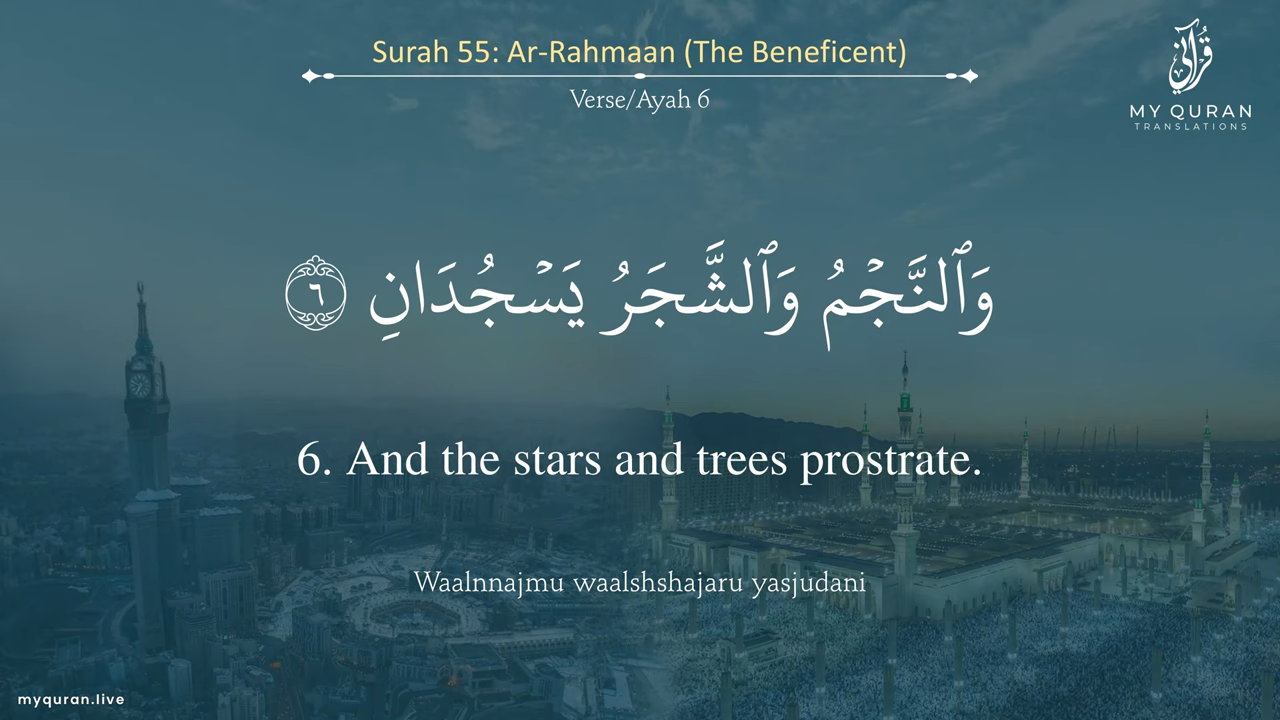 Surah 55: Ar-Rahmaan (The Beneficent)
Verse/Ayah 6
قرآني
MY QURAN
TRANSLATIONS
وَٱلنَّجۡمُ وَٱلشَّجَرُ يَسۡجُدَانِ ٦
6. And the stars and trees prostrate.
Waalnnajmu waalshshajaru yasjudani
myquran.live